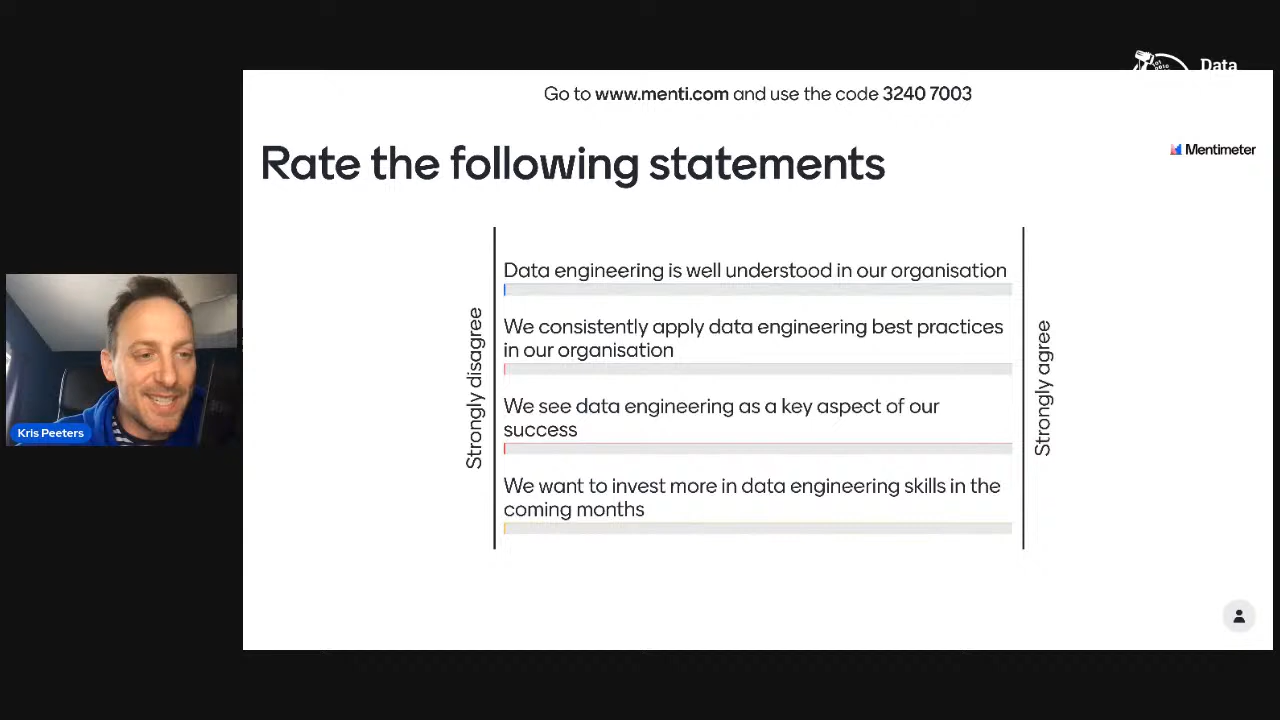 Data
Go to www.menti.com and use the code 3240 7003
Rate the following statements
Mentimeter
Data engineering is well understood in our organisation
We consistently apply data engineering best practices
in our organisation
We see data engineering as a key aspect of our
success
We want to invest more in data engineering skills in the
coming months
Strongly disagree
Strongly agree
Kris Peeters